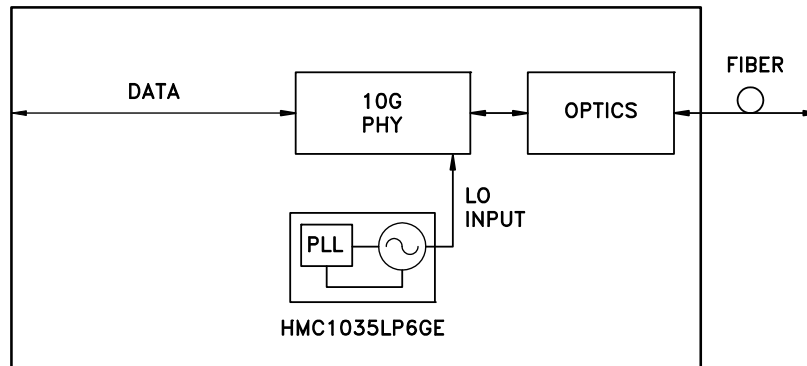 DATA
10G
PHY
OPTICS
FIBER
LO
INPUT
PLL
HMC1035LP6GE